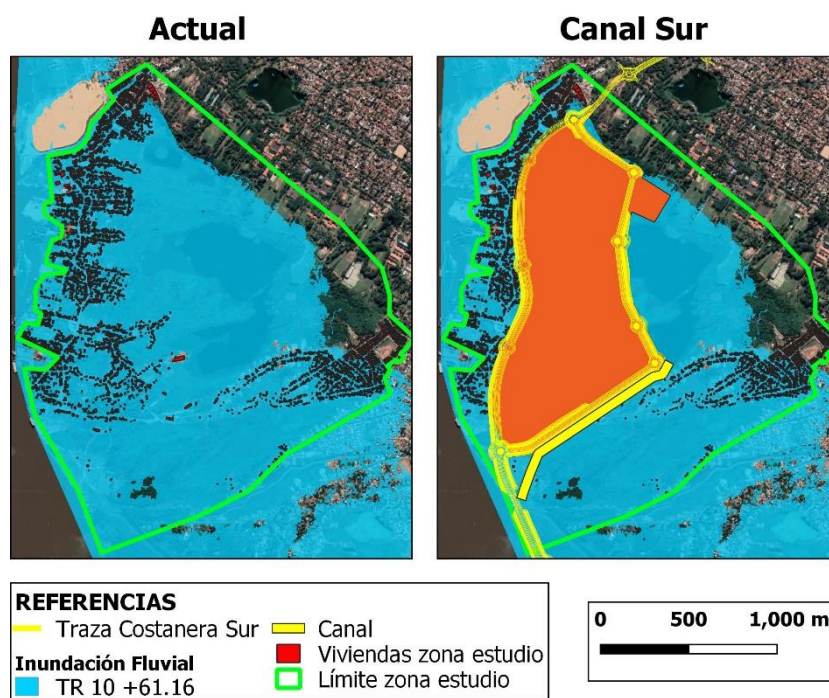 Actual
Canal Sur
REFERENCIAS
Traza Costanera Sur
Inundación Fluvial
TR 10 +61.16
Canal
Viviendas zona estudio
Límite zona estudio
0 500 1,000 m